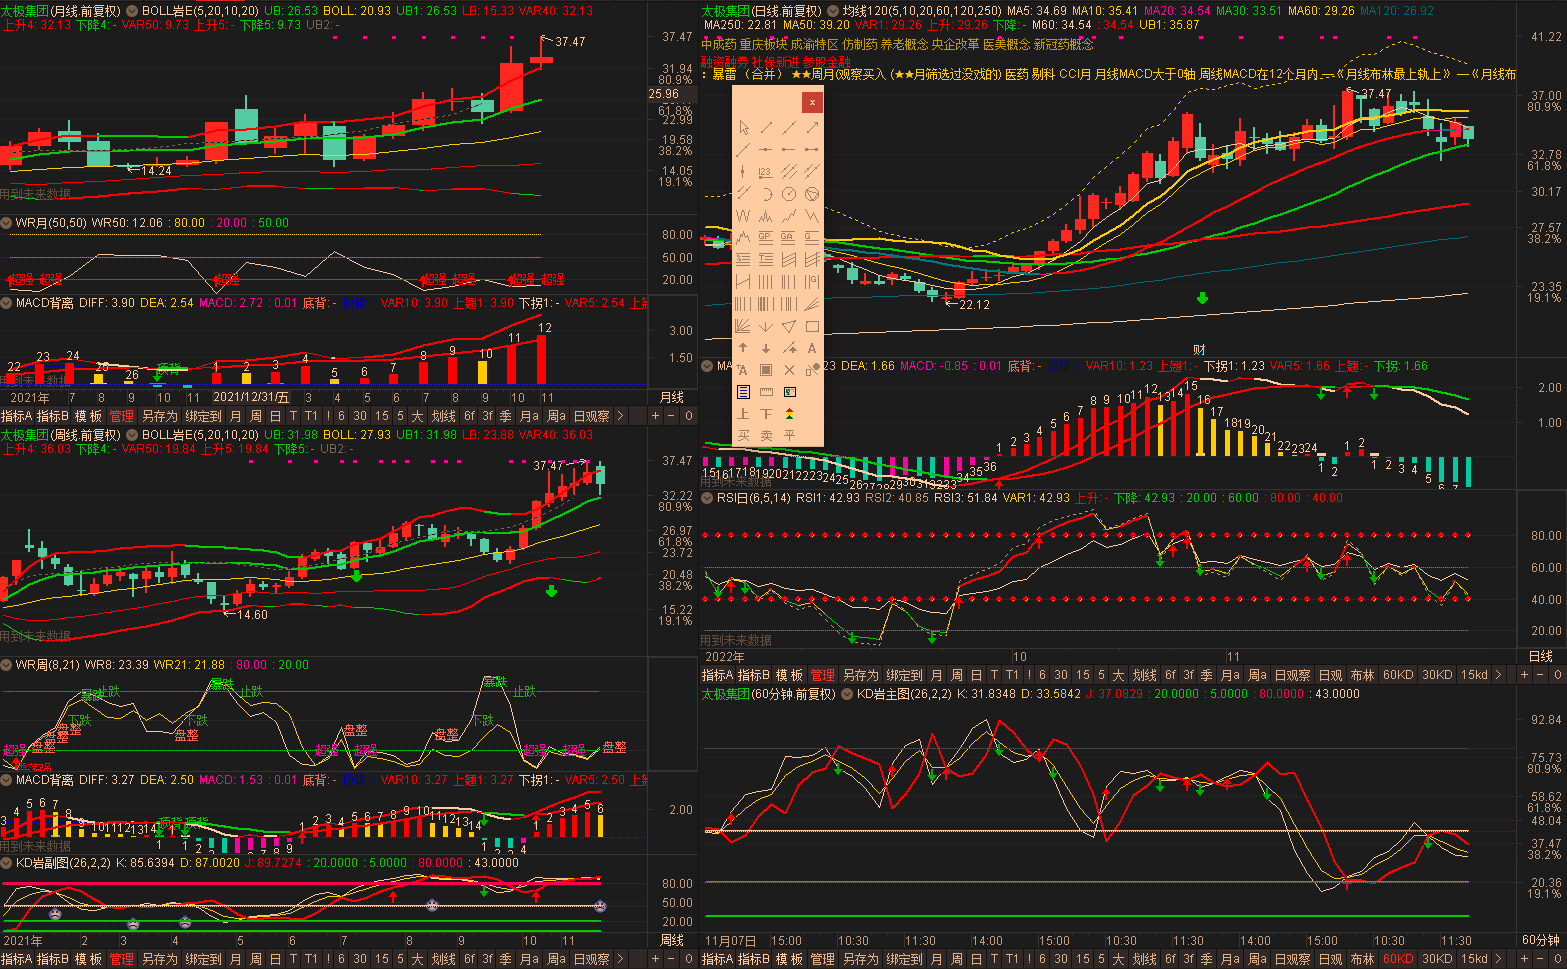 太极集团(月线.前复权) BOLL岩E(5,20,10,20) UB: 26.53 BOLL: 20.93 UB1: 26.53 LB: 15.33 VAR40: 32.13
上升4: 32.13 下降4: - VAR50: 9.73 上升5: - 下降5: 9.73 UB2: -
37.47
37.47
31.94
80.9%
25.96
61.8%
22.99
19.58
38.2%
14.24
14.05
19.1%
用到未来数据
WR月(50,50) WR50: 12.06 : 80.00 : 20.00 : 50.00
80.00
50.00
20.00
超强 超强 超强 超强 超强 超强 超强
MACD背离 DIFF: 3.90 DEA: 2.54 MACD: 2.72 : 0.01 底背: - VAR10: 3.90 上翘1: 3.90 下拐1: - VAR5: 2.54
3.00
1.50
22 23 24 25 26 顶背 1 2 3 4 5 6 7 8 9 10 11 12
用到未来数据
2021年 7 8 9 10 11 2021/12/31/五 3 4 5 6 7 8 9 10 11 月线
指标A 指标B 模 板 管理 另存为 绑定到 月 周 日 T T1 ! 6 30 15 5 大 划线 6f 3f 季 月a 周a 日观察 > + - 0
太极集团(周线.前复权) BOLL岩E(5,20,10,20) UB: 31.98 BOLL: 27.93 UB1: 31.98 LB: 23.88 VAR40: 36.03
上升4: 36.03 下降4: - VAR50: 19.84 上升5: 19.84 下降5: - UB2: -
37.47
37.47
32.22
80.9%
26.97
61.8%
23.72
20.48
38.2%
14.60
15.22
19.1%
用到未来数据
WR周(8,21) WR8: 23.39 WR21: 21.88 : 80.00 : 20.00
暴跌 止跌 暴跌 止跌 暴跌 止跌
下跌 下跌 下跌
盘整 盘整 盘整 盘整 盘整 盘整 盘整
超强 超强 超强 超强 超强
MACD背离 DIFF: 3.27 DEA: 2.50 MACD: 1.53 : 0.01 底背: - VAR10: 3.27 上翘1: 3.27 下拐1: - VAR5: 2.50
2.00
用到未来数据
KD岩副图(26,2,2) K: 85.6394 D: 87.0020 J: 89.7274 : 20.0000 : 5.0000 : 80.0000 : 43.0000
80.00
50.00
20.00
2021年 2 3 4 5 6 7 8 9 10 11 周线
指标A 指标B 模 板 管理 另存为 绑定到 月 周 日 T T1 ! 6 30 15 5 大 划线 6f 3f 季 月a 周a 日观察 > + - 0
太极集团(日线.前复权) 均线120(5,10,20,60,120,250) MA5: 34.69 MA10: 35.41 MA20: 34.54 MA30: 33.51 MA60: 29.26 MA120: 26.92
MA250: 22.81 MA50: 39.20 VAR1: 29.26 上升: 29.26 下降: - M60: 34.54 : 34.54 UB1: 35.87
中成药 重庆板块 成渝特区 仿制药 养老概念 央企改革 医美概念 新冠药概念
融资融券 社保新进 参股金融
: 暴雷 （合并） ★★周月(观察买入 (★★月筛选过没戏的) 医药 剔科 CCI月 月线MACD大于0轴 周线MACD在12个月内 —《月线布林最上轨上》 —《月线布
41.22
37.47
37.00
80.9%
32.78
61.8%
30.17
27.57
38.2%
23.35
19.1%
22.12
财
x
123
GP GA G
A
A
上 下
买 卖 平
23 DEA: 1.66 MACD: -0.85 : 0.01 底背: - VAR10: 1.23 上翘1: - 下拐1: 1.23 VAR5: 1.66 上翘: - 下拐: 1.66
2.00
1.00
用到未来数据
RSI日(6,5,14) RSI1: 42.93 RSI2: 40.85 RSI3: 51.84 VAR1: 42.93 上升: - 下降: 42.93 : 20.00 : 60.00 : 80.00 : 40.00
80.00
60.00
40.00
20.00
用到未来数据
2022年 10 11 日线
指标A 指标B 模 板 管理 另存为 绑定到 月 周 日 T T1 ! 6 30 15 5 大 划线 6f 3f 季 月a 周a 日观察 日观 布林 60KD 30KD 15kd > + - 0
太极集团(60分钟.前复权) KD岩主图(26,2,2) K: 31.8348 D: 33.5842 J: 37.0829 : 20.0000 : 5.0000 : 80.0000 : 43.0000
92.84
75.73
80.9%
58.62
61.8%
48.04
37.47
38.2%
20.36
19.1%
11月07日 15:00 10:30 11:30 14:00 15:00 10:30 11:30 14:00 15:00 10:30 11:30 60分钟
指标A 指标B 模 板 管理 另存为 绑定到 月 周 日 T T1 ! 6 30 15 5 大 划线 6f 3f 季 月a 周a 日观察 日观 布林 60KD 30KD 15kd > + - 0